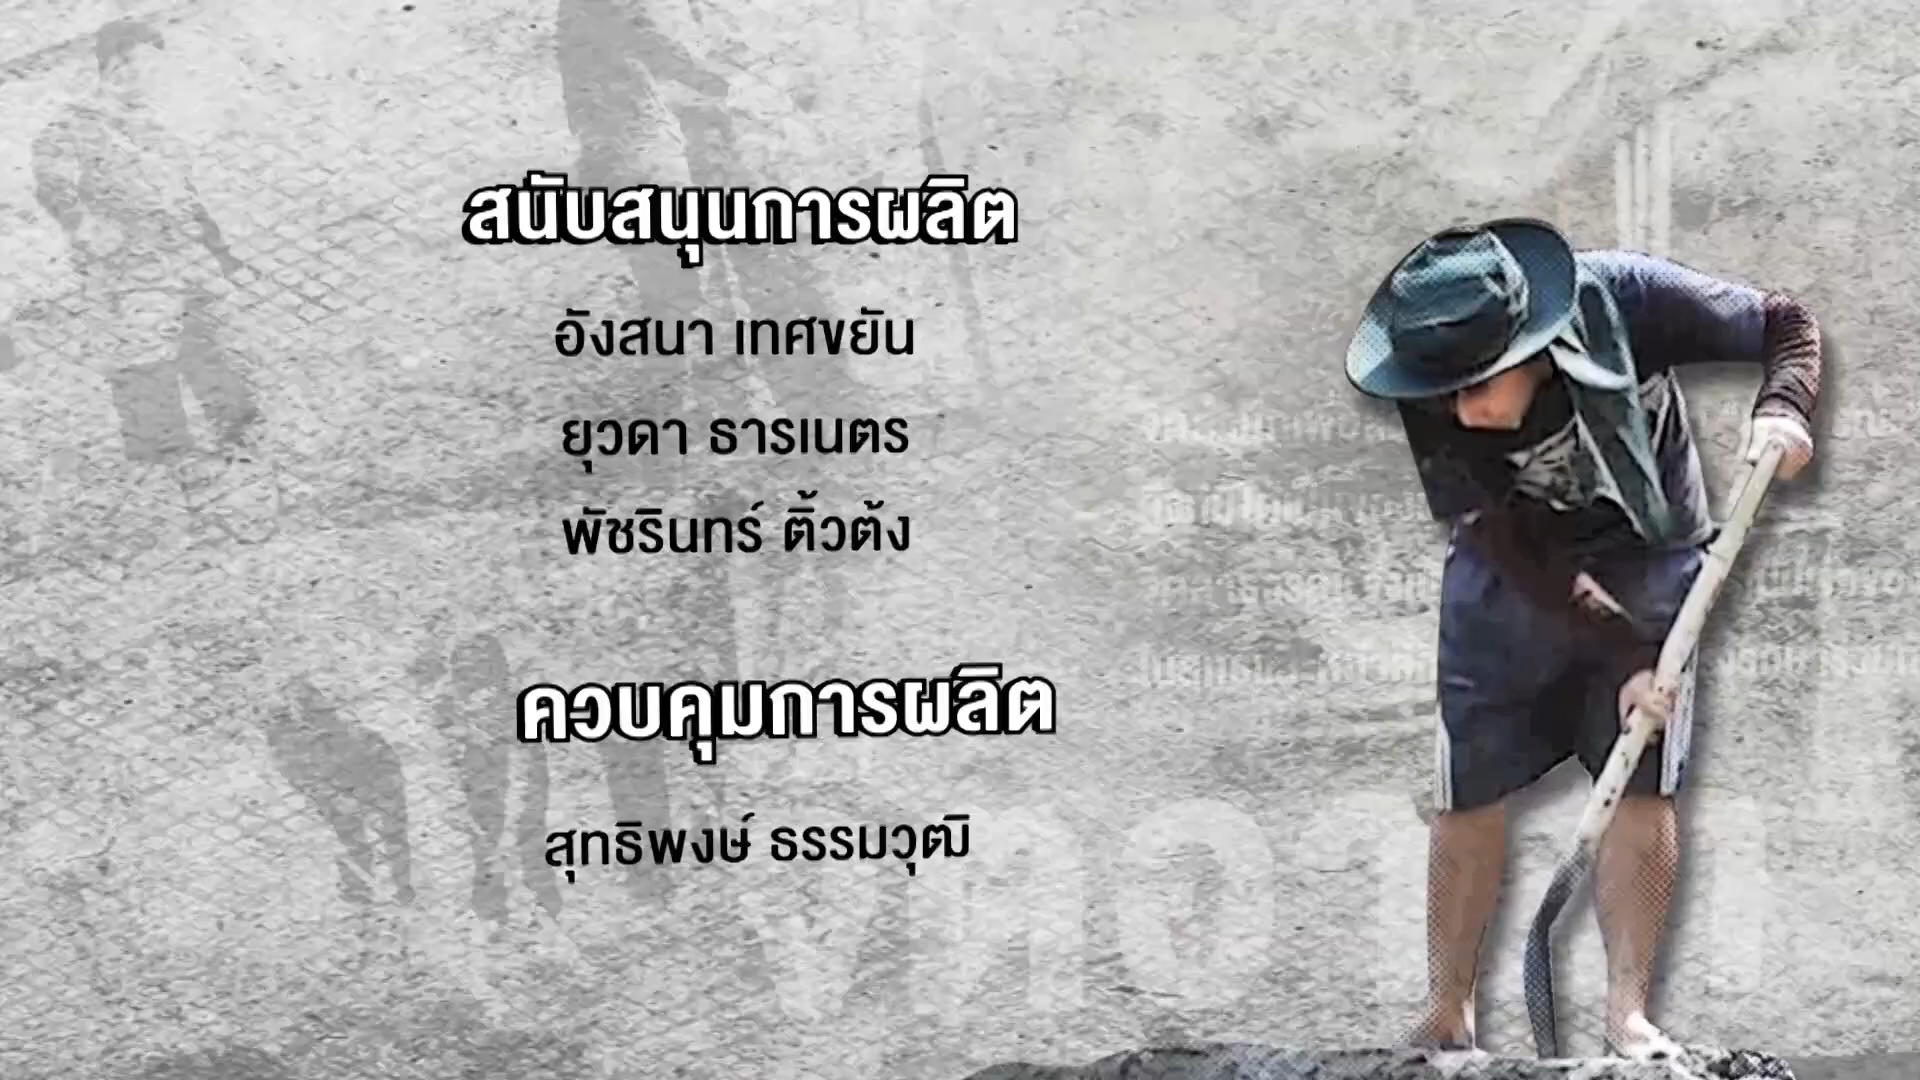 สนับสนุนการผลิต
อังสนา เทศขยัน
ยุวดา ธารเนตร
พัชรินทร์ ติ้วต้ง
ควบคุมการผลิต
สุทธิพงษ์ ธรรมวุฒิ